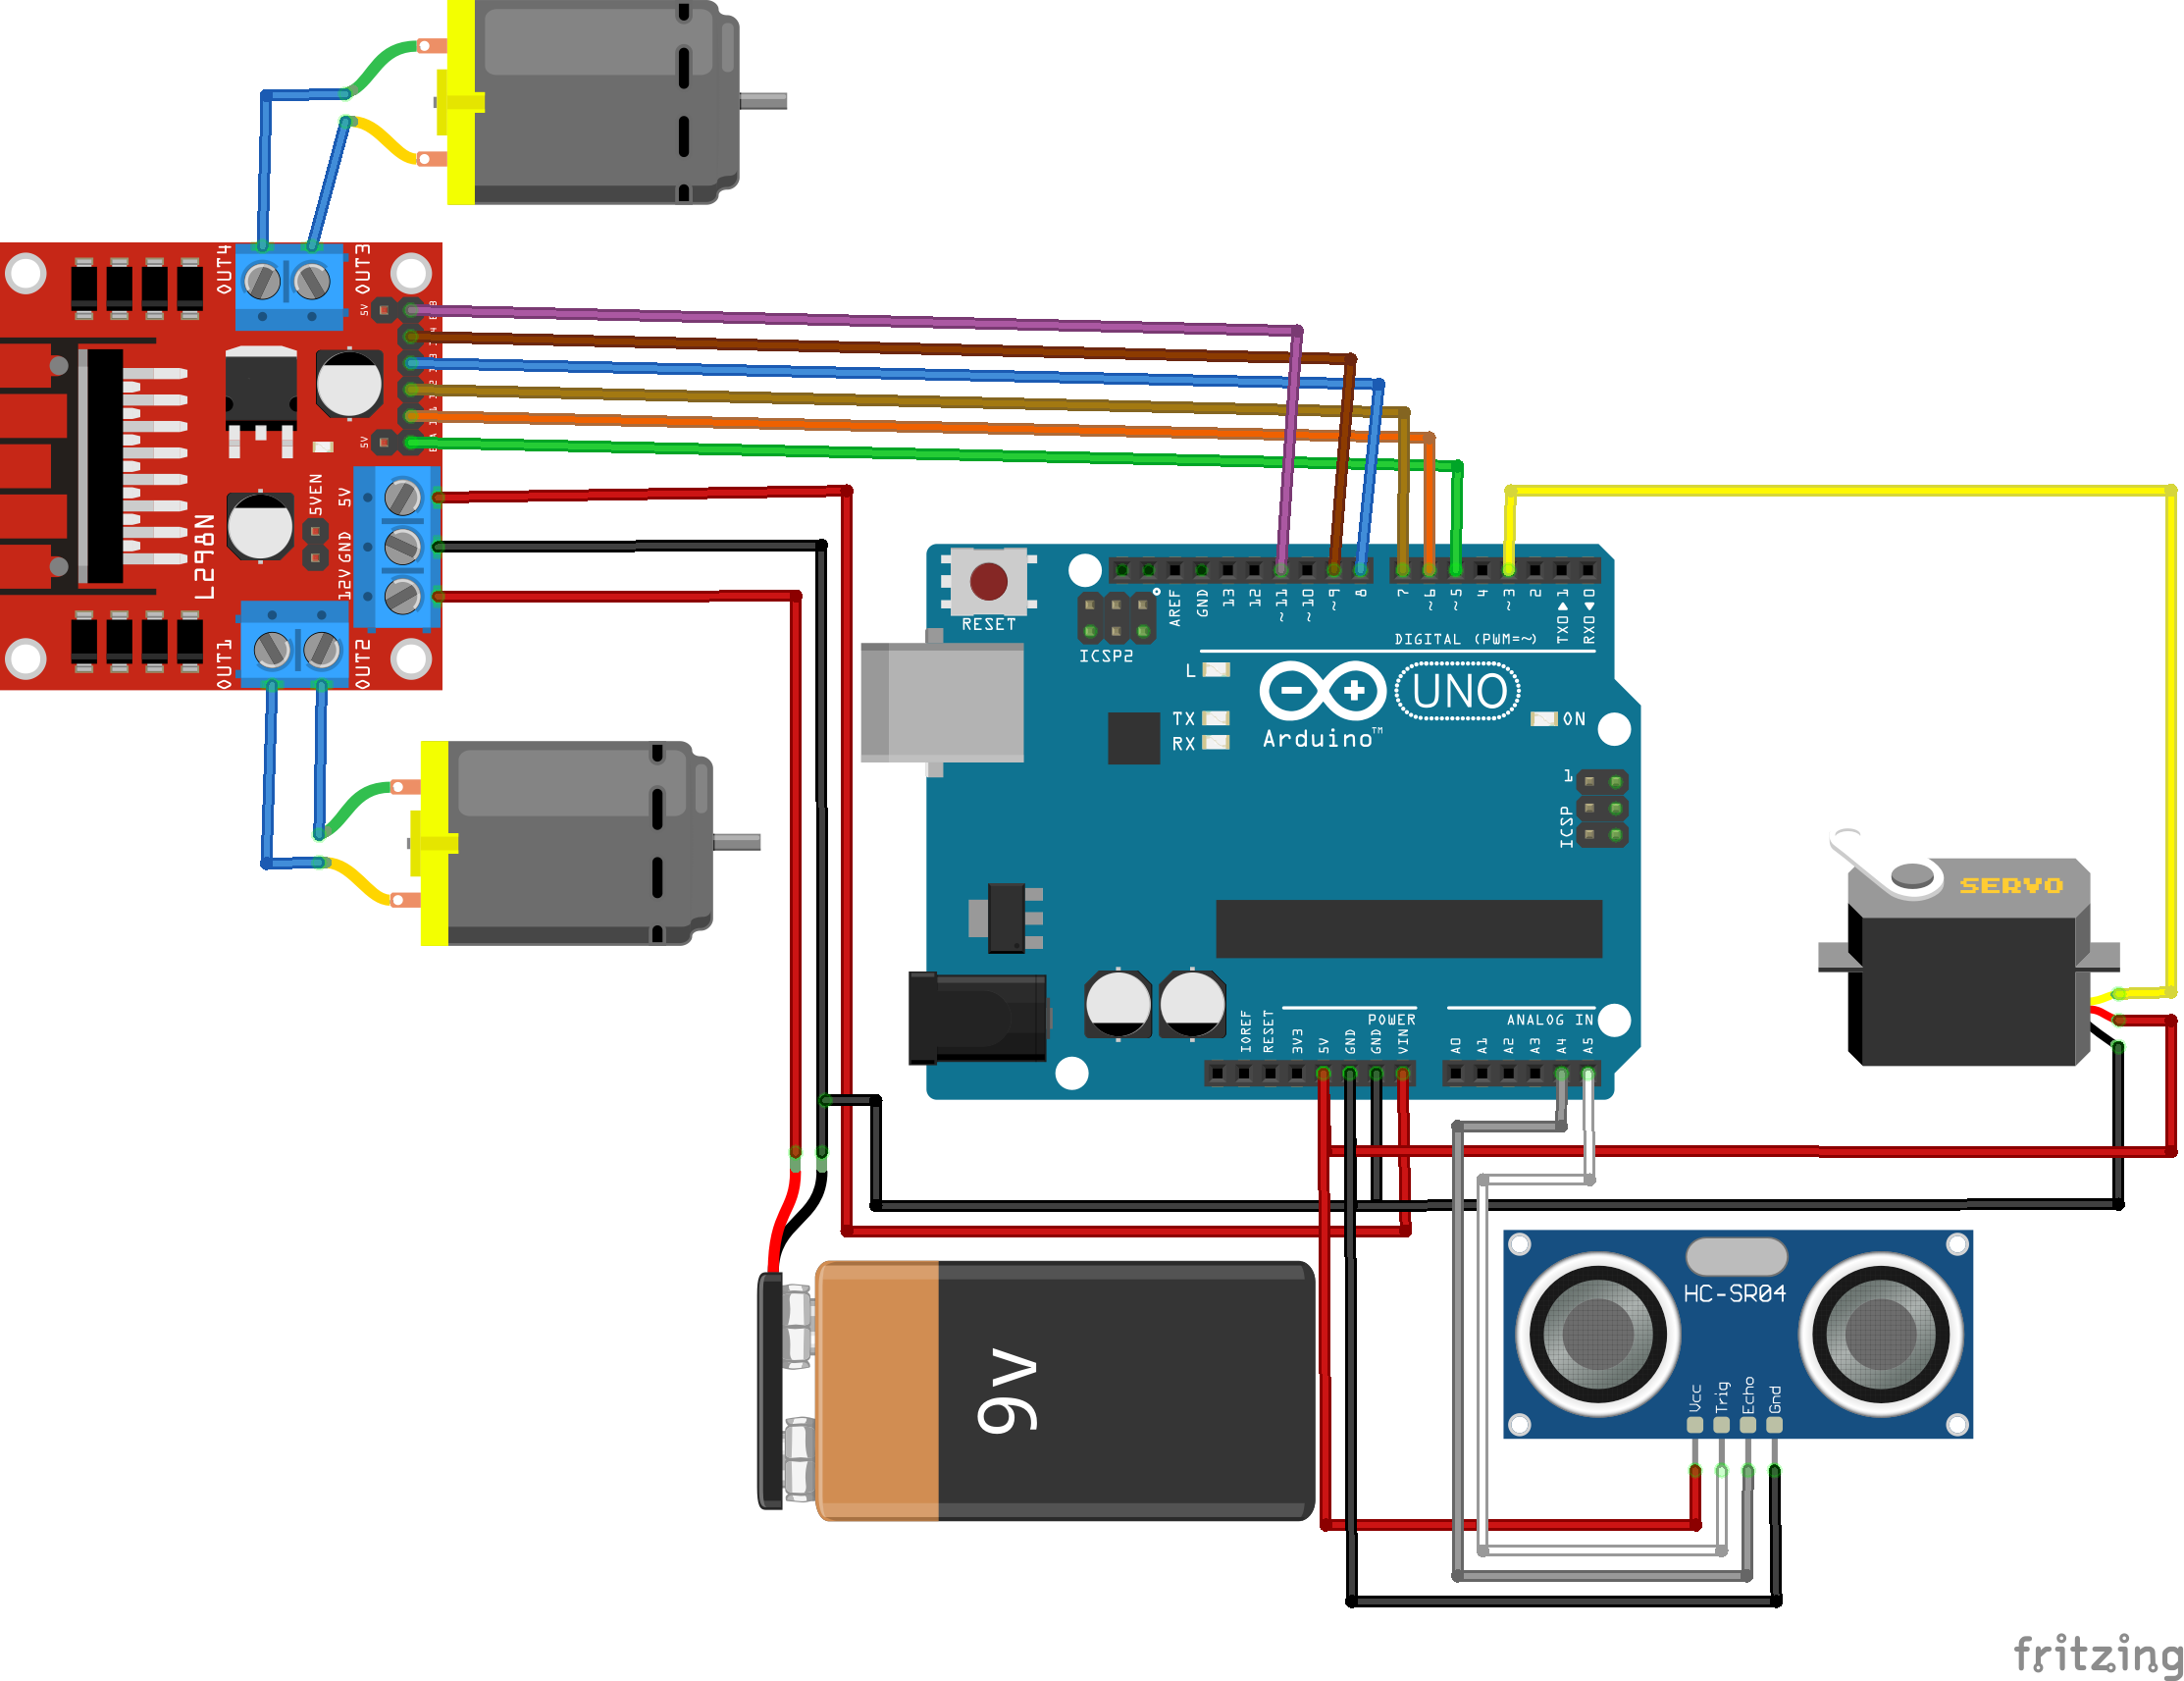 OUT4
OUT3
5V
5V
5VEN
5V
GND
12V
L298N
OUT1
OUT2
RESET
ICSP2
AREF
GND
13
12
~11
~10
~9
8
7
~6
~5
4
~3
2
TX0▶1
RX0◀0
DIGITAL (PWM=~)
L
TX
RX
UNO
Arduino™
ON
1
ICSP
SERVO
IOREF
RESET
3V3
5V
GND
GND
VIN
POWER
ANALOG IN
A0
A1
A2
A3
A4
A5
9v
HC-SR04
Vcc
Trig
Echo
Gnd
fritzing